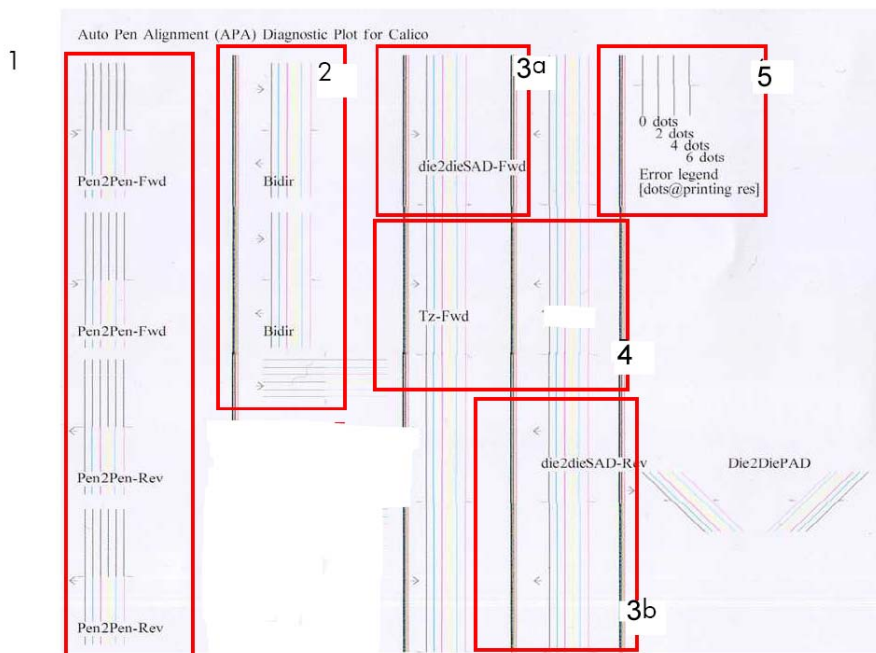 Auto Pen Alignment (APA) Diagnostic Plot for Calico
1
2
3a
5
0 dots
2 dots
4 dots
6 dots
Error legend
[dots@printing res]
Pen2Pen-Fwd
Bidir
die2dieSAD-Fwd
Pen2Pen-Fwd
Bidir
Tz-Fwd
4
Pen2Pen-Rev
die2dieSAD-Rev
Die2DiePAD
3b
Pen2Pen-Rev